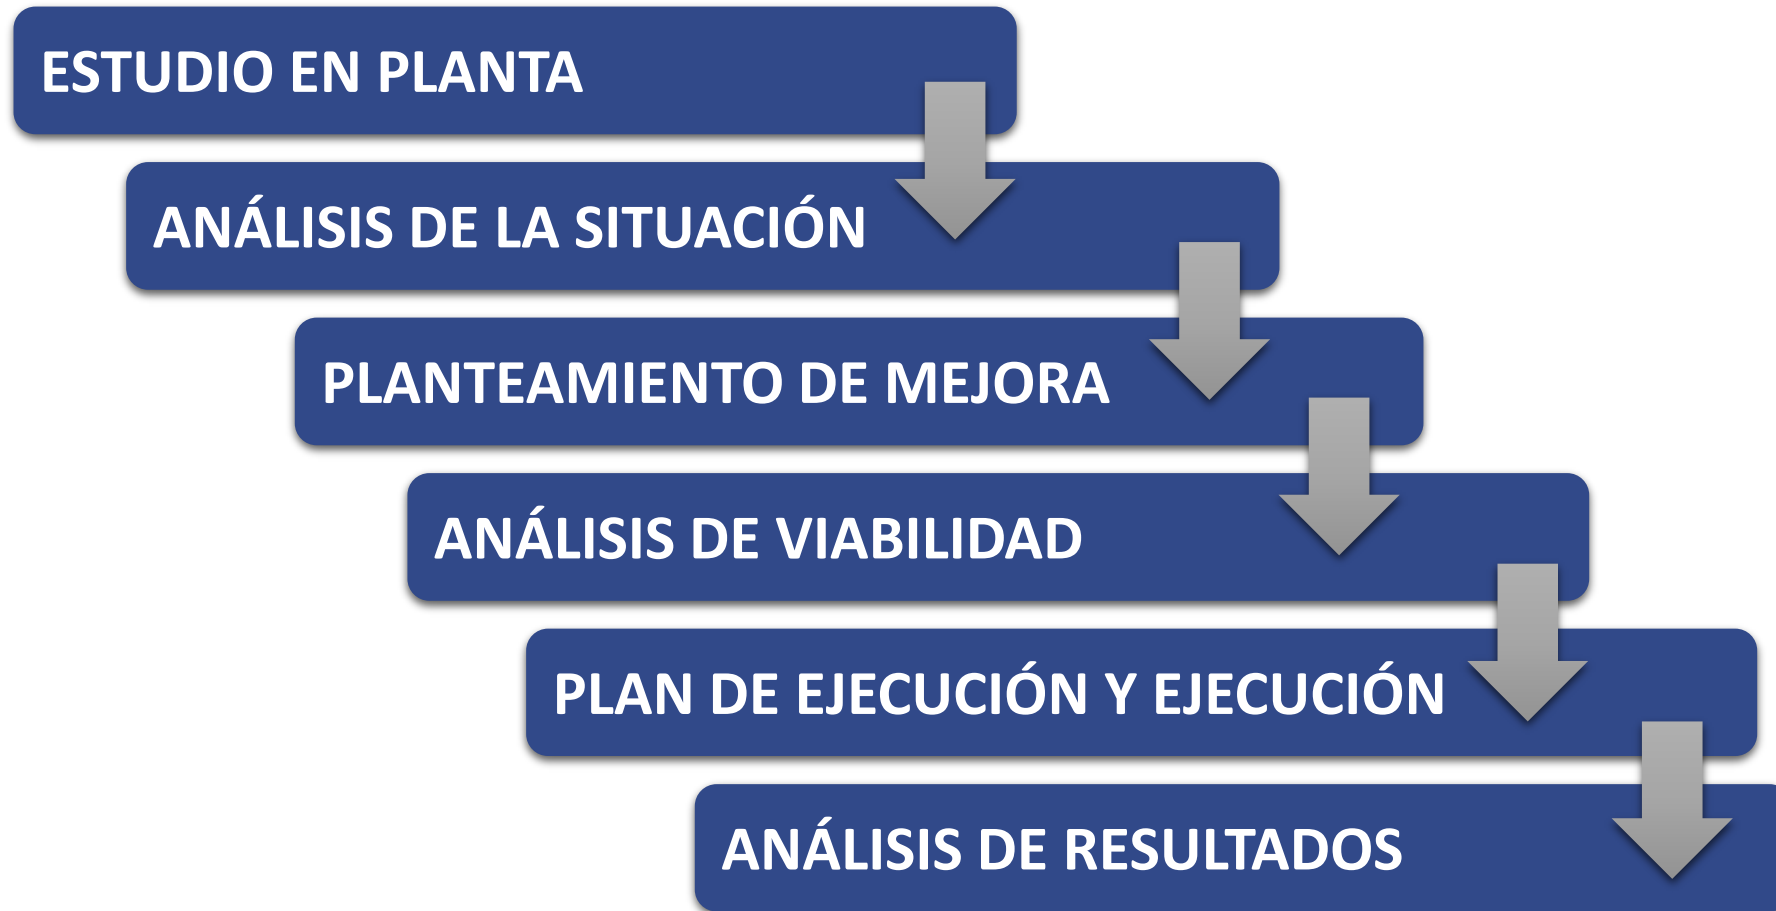 ESTUDIO EN PLANTA
ANÁLISIS DE LA SITUACIÓN
PLANTEAMIENTO DE MEJORA
ANÁLISIS DE VIABILIDAD
PLAN DE EJECUCIÓN Y EJECUCIÓN
ANÁLISIS DE RESULTADOS